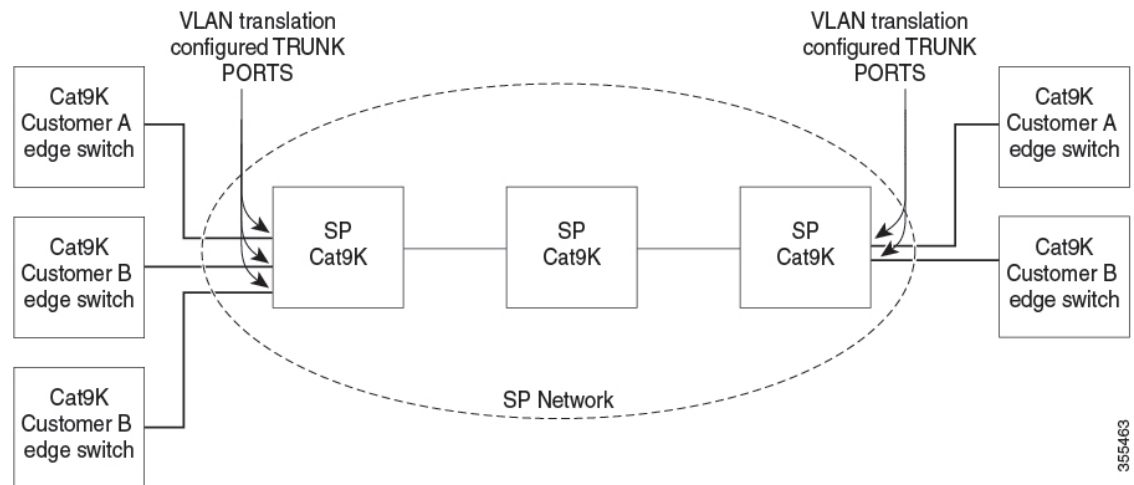 VLAN translation
configured TRUNK
PORTS
VLAN translation
configured TRUNK
PORTS
Cat9K
Customer A
edge switch
Cat9K
Customer A
edge switch
SP
Cat9K
SP
Cat9K
SP
Cat9K
Cat9K
Customer B
edge switch
Cat9K
Customer B
edge switch
Cat9K
Customer B
edge switch
SP Network
355463